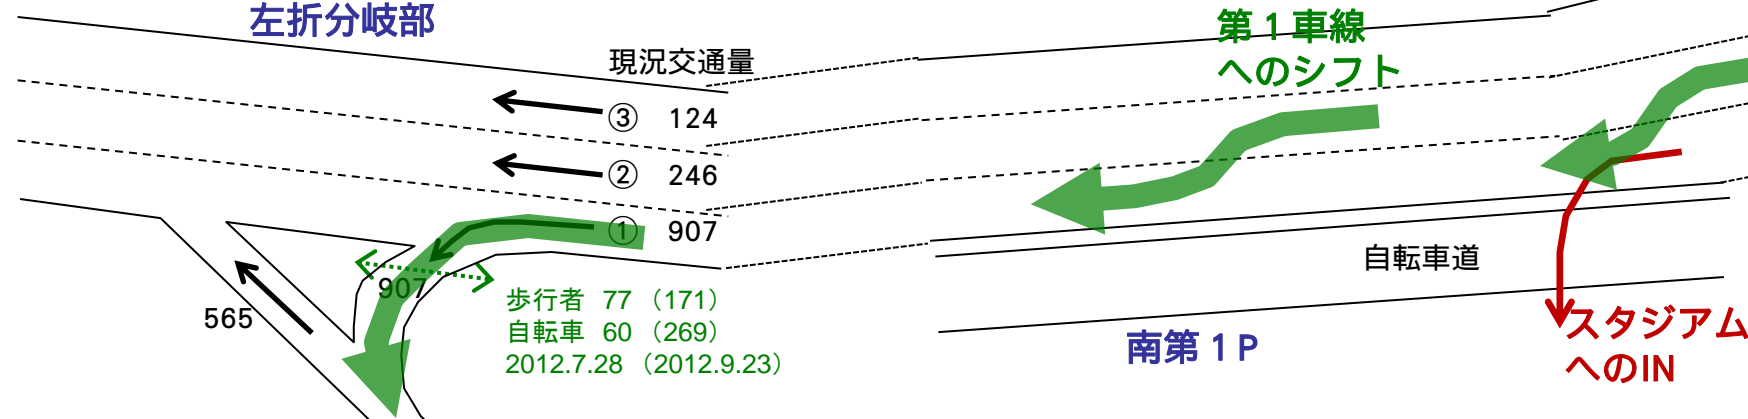 左折分岐部
第1車線
へのシフト
現況交通量
③ 124
② 246
① 907
907
565
歩行者 77 (171)
自転車 60 (269)
2012.7.28 (2012.9.23)
自転車道
南第1P
スタジアム
へのIN